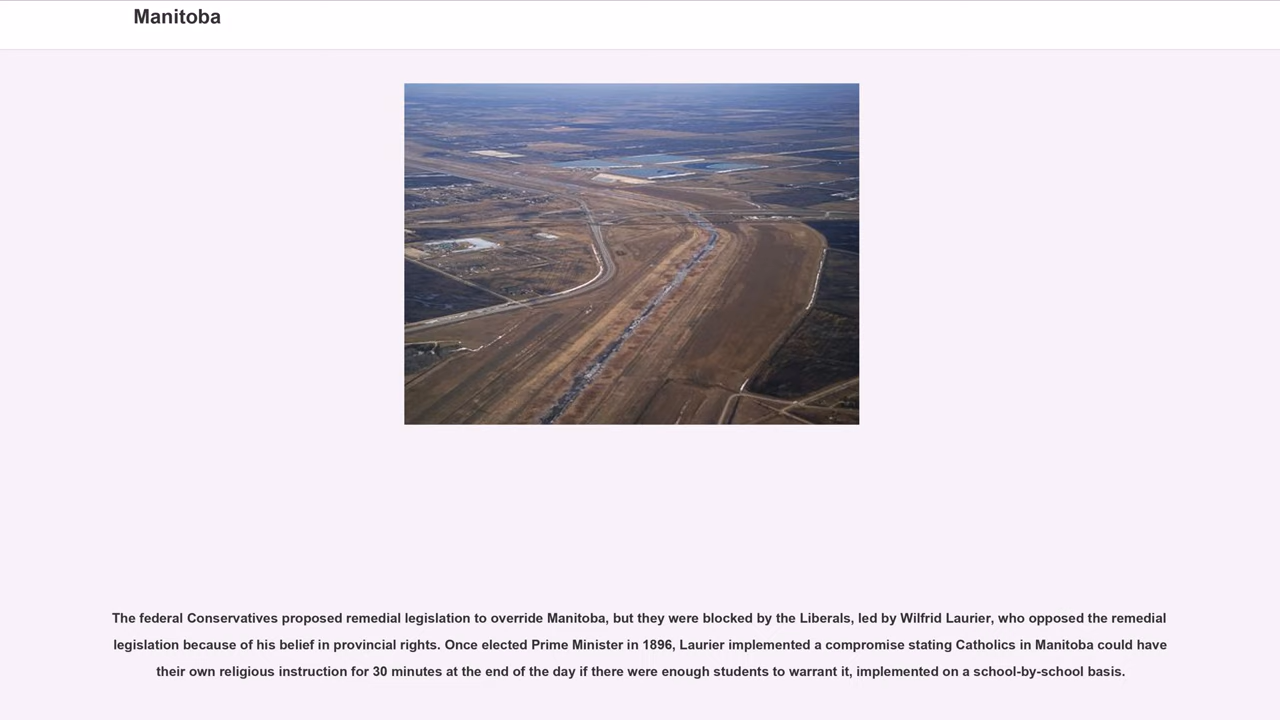 Manitoba
The federal Conservatives proposed remedial legislation to override Manitoba, but they were blocked by the Liberals, led by Wilfrid Laurier, who opposed the remedial
legislation because of his belief in provincial rights. Once elected Prime Minister in 1896, Laurier implemented a compromise stating Catholics in Manitoba could have
their own religious instruction for 30 minutes at the end of the day if there were enough students to warrant it, implemented on a school-by-school basis.